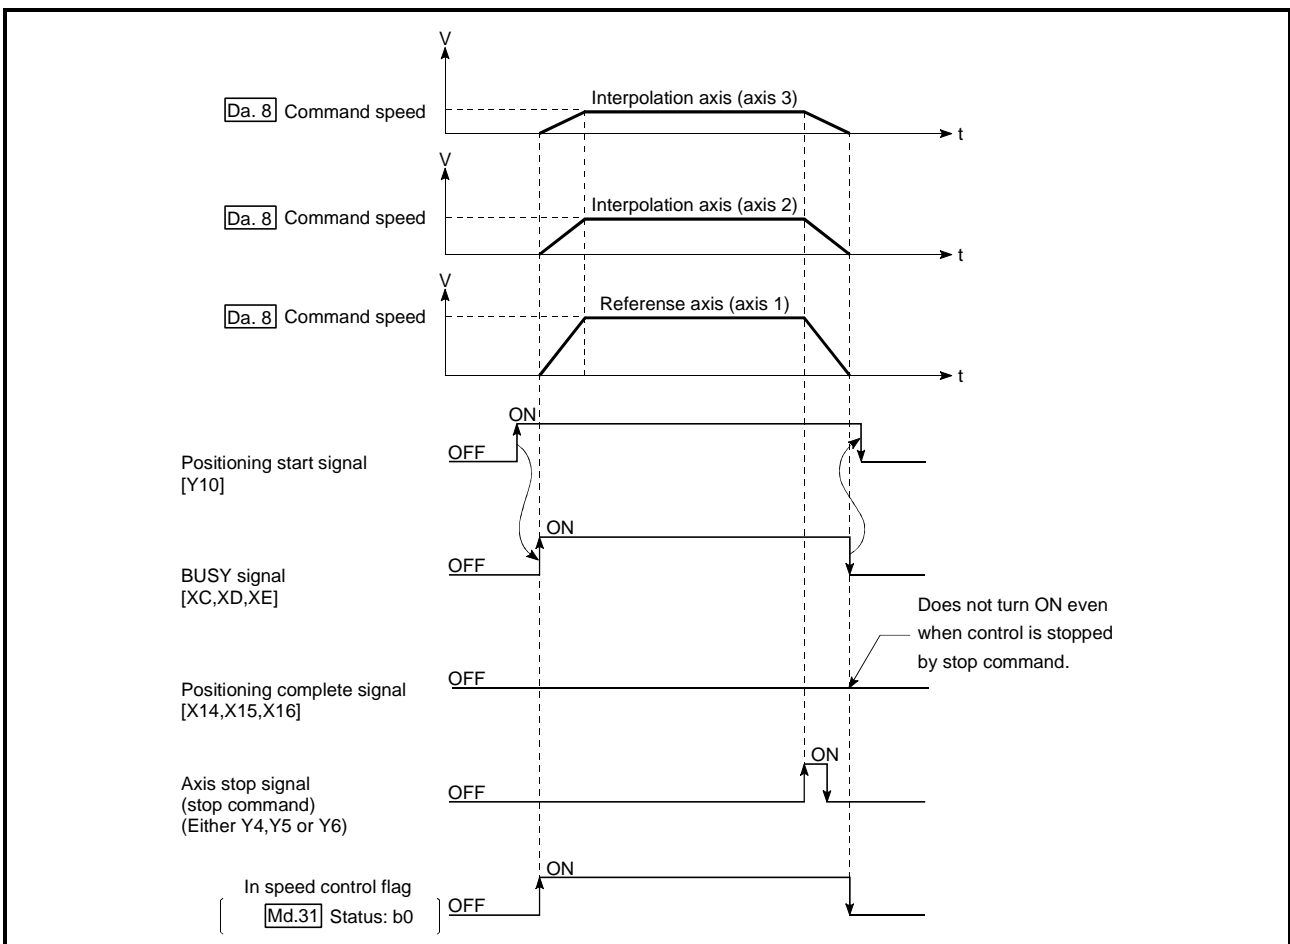 V
Interpolation axis (axis 3)
Da. 8 Command speed
t
V
Interpolation axis (axis 2)
Da. 8 Command speed
t
V
Referense axis (axis 1)
Da. 8 Command speed
t
ON
OFF
Positioning start signal
[Y10]
ON
OFF
BUSY signal
[XC,XD,XE]
Does not turn ON even
when control is stopped
by stop command.
OFF
Positioning complete signal
[X14,X15,X16]
ON
OFF
Axis stop signal
(stop command)
(Either Y4,Y5 or Y6)
ON
In speed control flag
OFF
Md.31 Status: b0